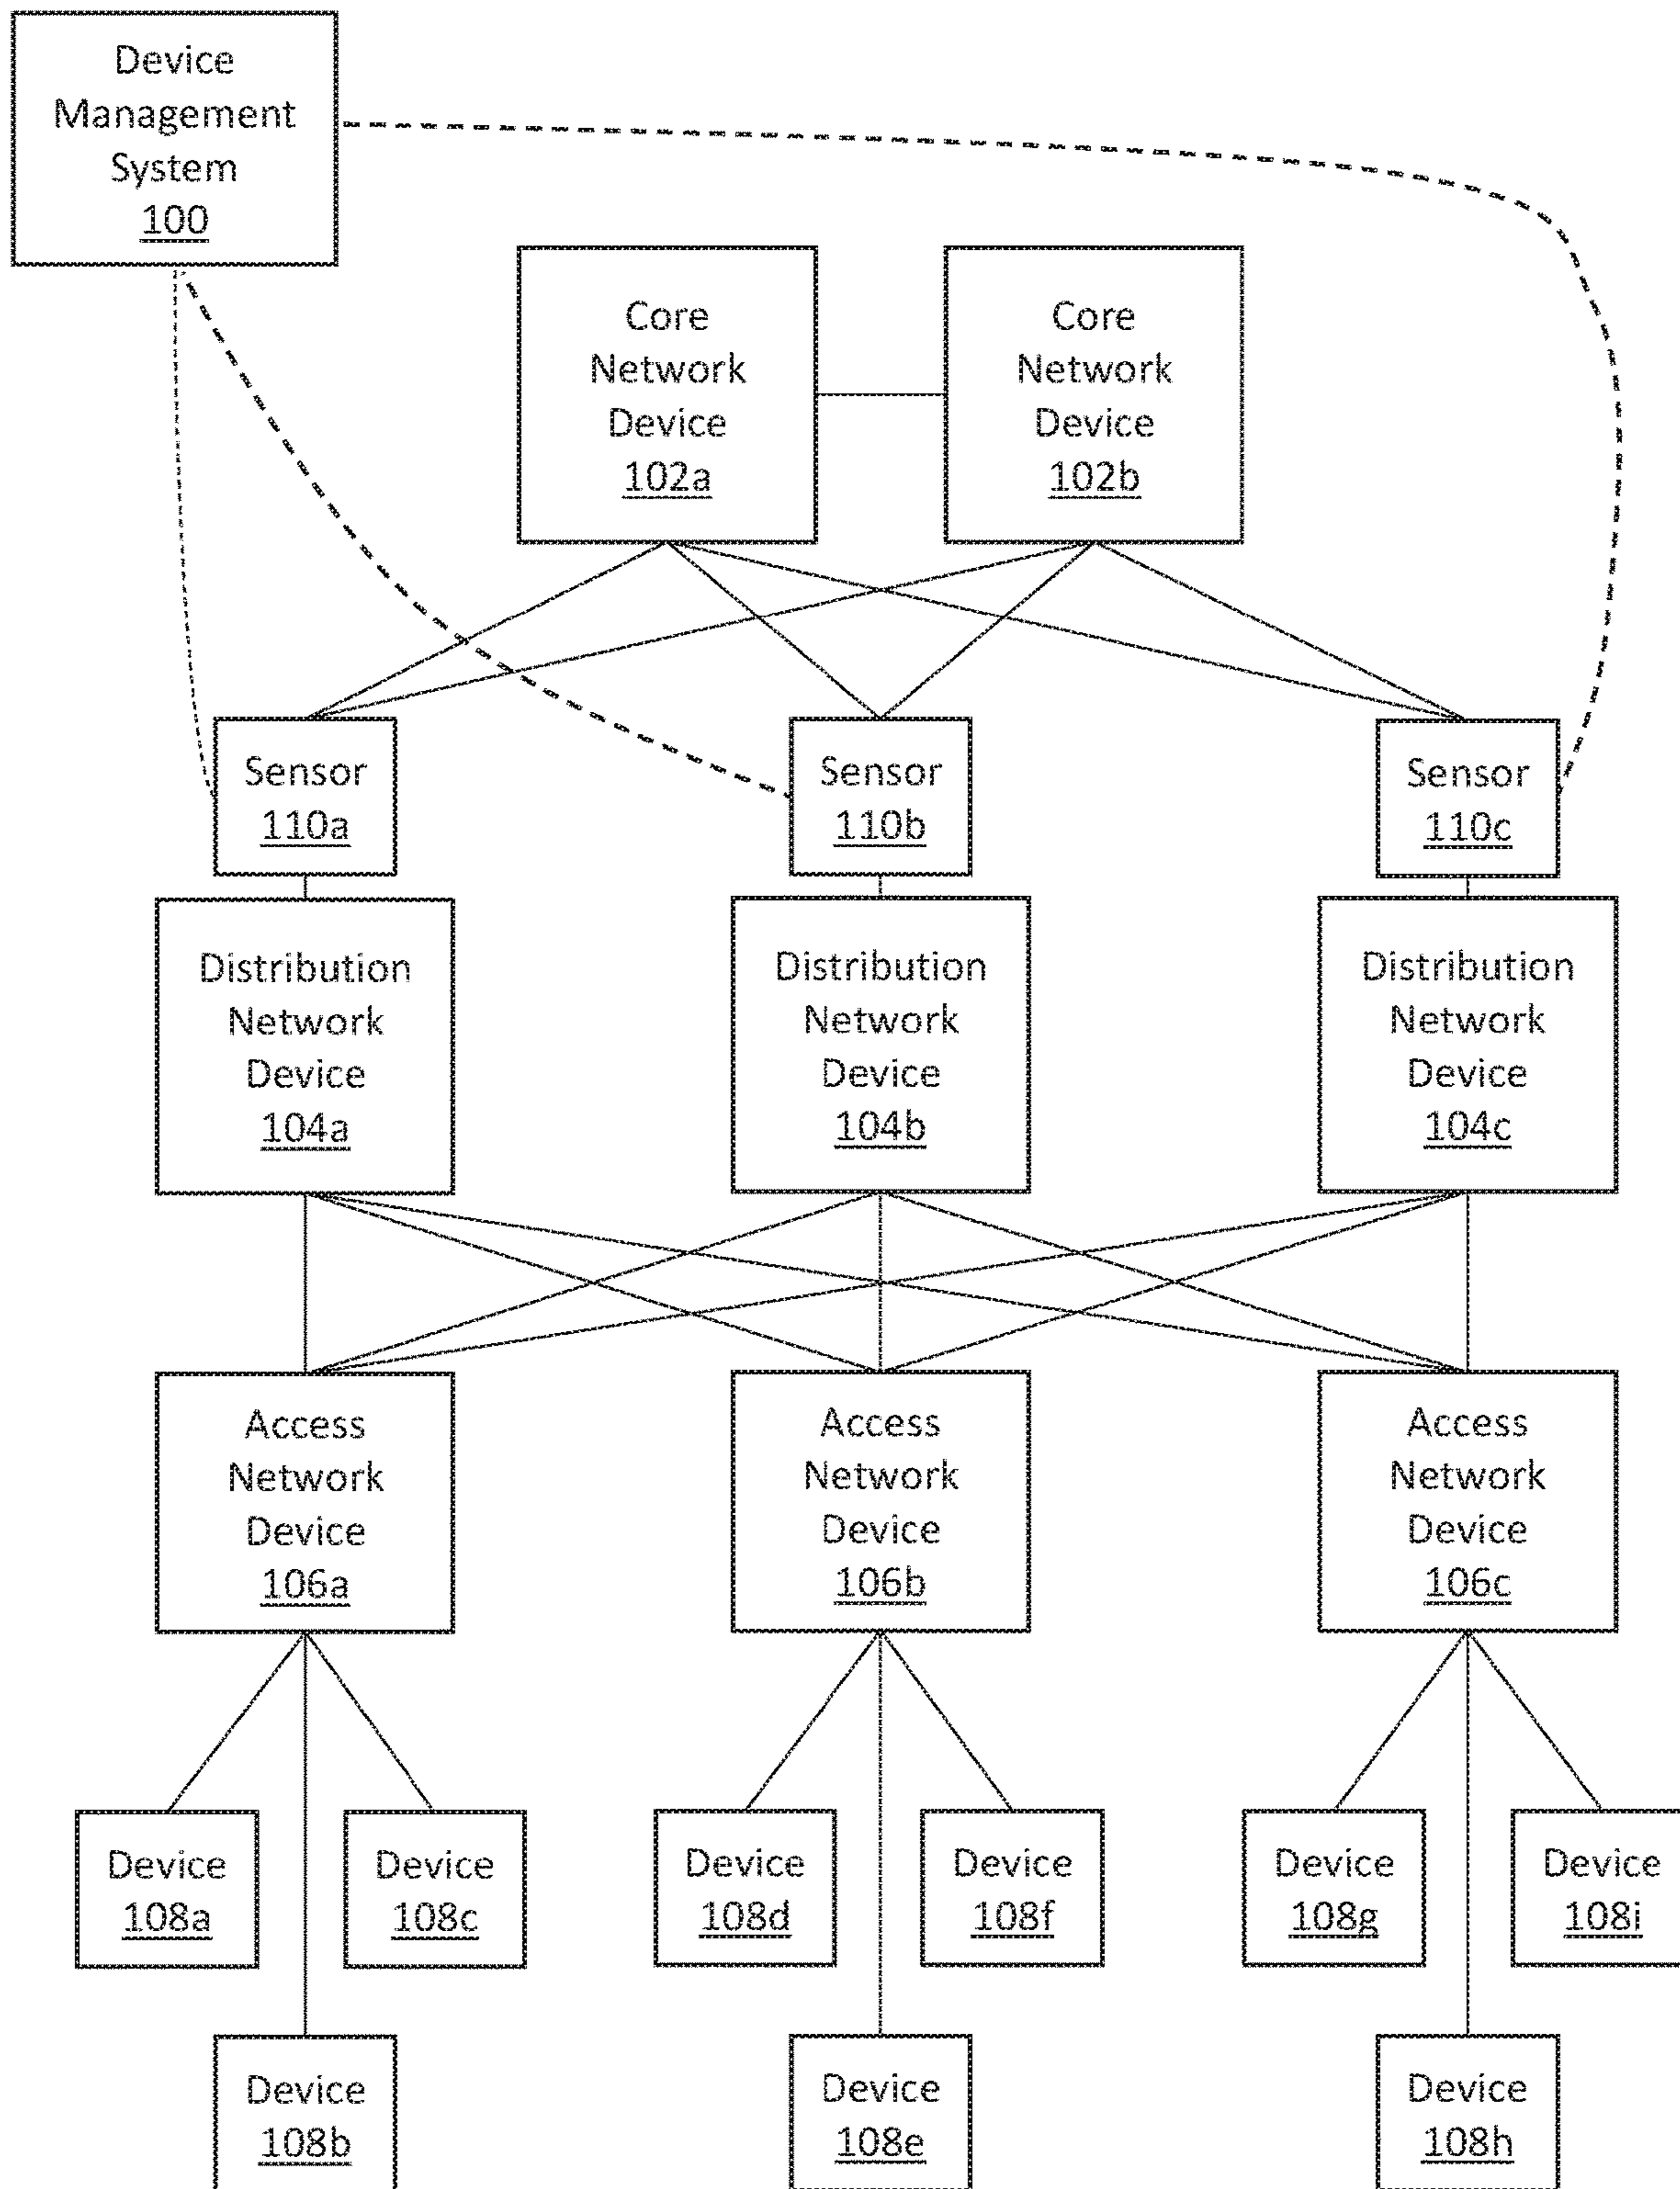 Device
Management
System
100
Core
Network
Device
102a
Core
Network
Device
102b
Sensor
110a
Sensor
110b
Sensor
110c
Distribution
Network
Device
104a
Distribution
Network
Device
104b
Distribution
Network
Device
104c
Access
Network
Device
106a
Access
Network
Device
106b
Access
Network
Device
106c
Device
108a
Device
108c
Device
108d
Device
108f
Device
108g
Device
108i
Device
108b
Device
108e
Device
108h